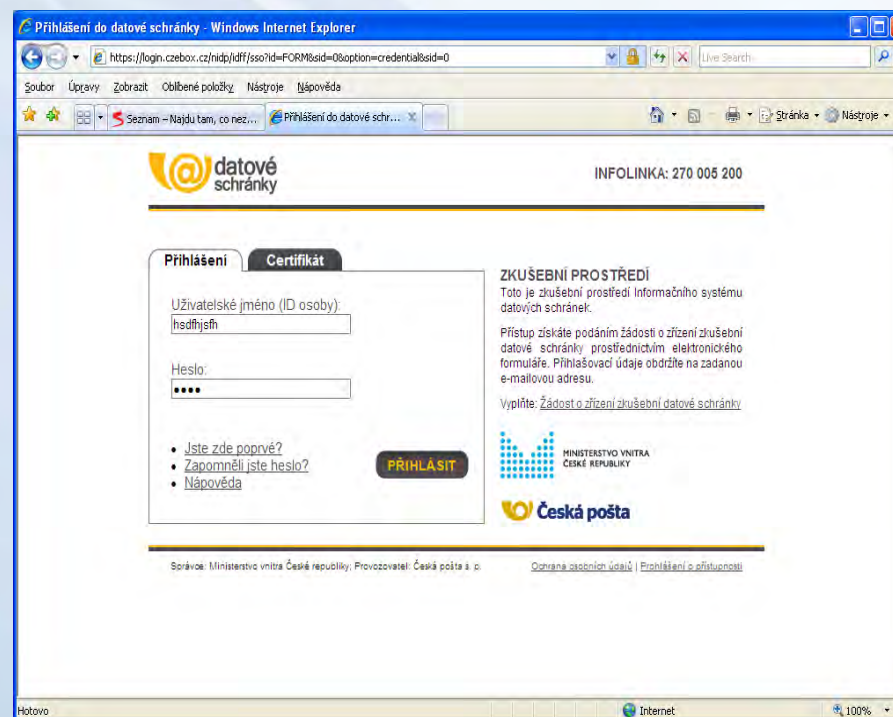 Přihlášení do datové schránky - Windows Internet Explorer
https://login.czebox.cz/nidp/idff/sso?id=FORM&sid=0&option=credential&sid=0
Live Search
Soubor Úpravy Zobrazit Oblíbené položky Nástroje Nápověda
Seznam – Najdu tam, co nez... Přihlášení do datové schr... Stránka Nástroje
datové
schránky
INFOLINKA: 270 005 200
Přihlášení Certifikát
Uživatelské jméno (ID osoby):
hsdfhjsfh
Heslo:
••••
Jste zde poprvé?
Zapomněli jste heslo?
Nápověda
PŘIHLÁSIT
ZKUŠEBNÍ PROSTŘEDÍ
Toto je zkušební prostředí Informačního systému
datových schránek.
Přístup získáte podáním žádosti o zřízení zkušební
datové schránky prostřednictvím elektronického
formuláře. Přihlašovací údaje obdržíte na zadanou
e-mailovou adresu.
Vyplňte: Žádost o zřízení zkušební datové schránky
MINISTERSTVO VNITRA
ČESKÉ REPUBLIKY
Česká pošta
Správce: Ministerstvo vnitra České republiky; Provozovatel: Česká pošta s. p.
Ochrana osobních údajů | Prohlášení o přístupnosti
Hotovo Internet 100%